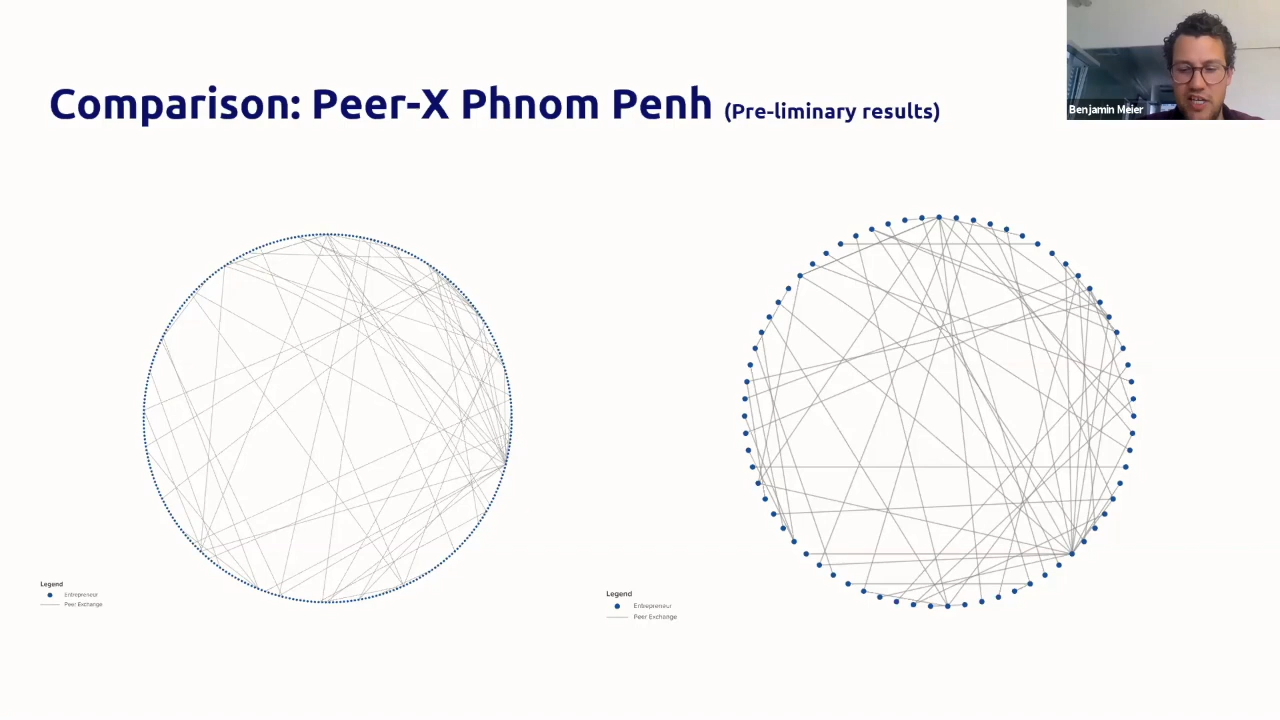 Comparison: Peer-X Phnom Penh (Pre-liminary results)
Benjamin Meier
Legend
Entrepreneur
Peer Exchange
Legend
Entrepreneur
Peer Exchange